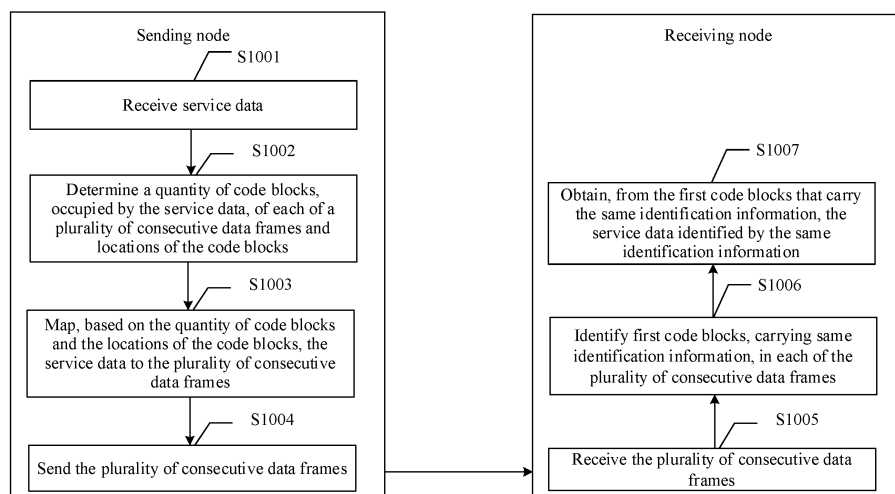 Sending node
S1001
Receive service data
S1002
Determine a quantity of code blocks,
occupied by the service data, of each of a
plurality of consecutive data frames and
locations of the code blocks
S1003
Map, based on the quantity of code blocks
and the locations of the code blocks, the
service data to the plurality of consecutive
data frames
S1004
Send the plurality of consecutive data frames
Receiving node
S1007
Obtain, from the first code blocks that carry
the same identification information, the
service data identified by the same
identification information
S1006
Identify first code blocks, carrying same
identification information, in each of the
plurality of consecutive data frames
S1005
Receive the plurality of consecutive data
frames